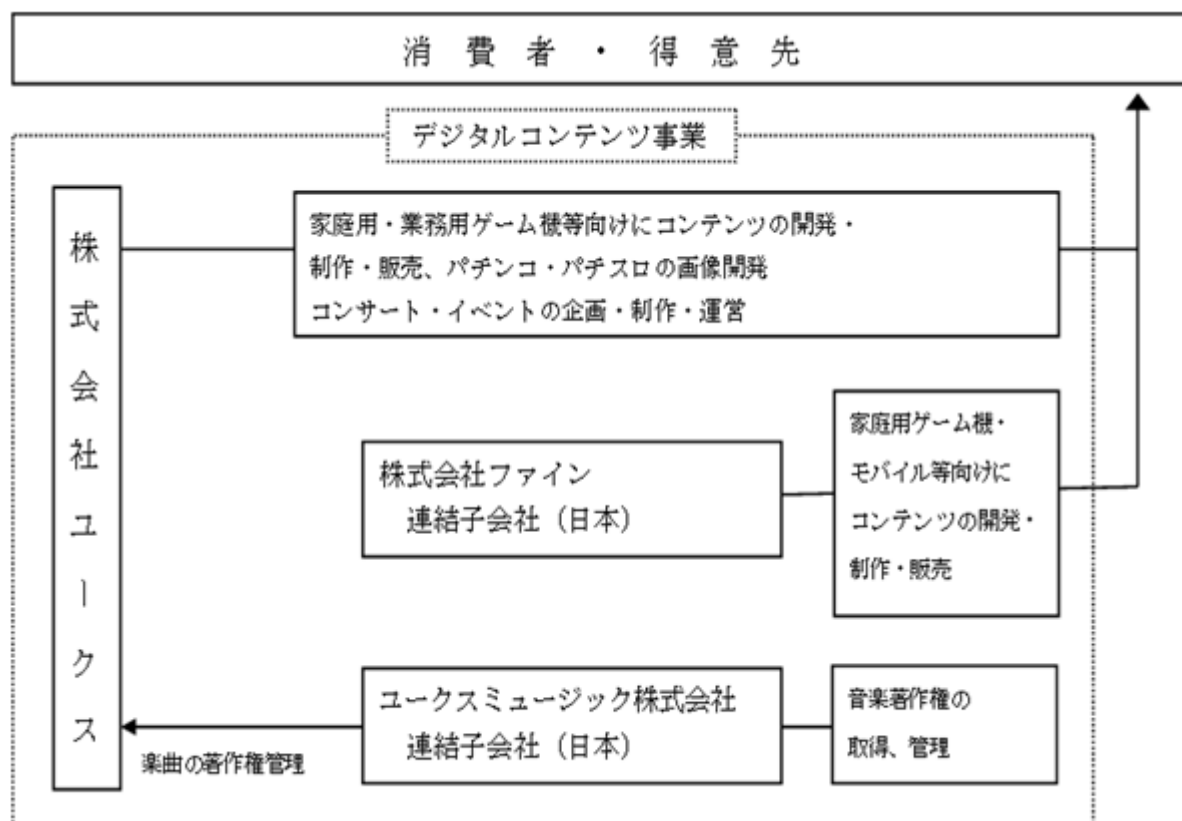 消費者・得意先
デジタルコンテンツ事業
株式会社ユークス
家庭用・業務用ゲーム機等向けにコンテンツの開発・
制作・販売、パチンコ・パチスロの画像開発
コンサート・イベントの企画・制作・運営
株式会社ファイン
連結子会社（日本）
家庭用ゲーム機・
モバイル等向けに
コンテンツの開発・
制作・販売
ユークスミュージック株式会社
連結子会社（日本）
音楽著作権の
取得、管理
楽曲の著作権管理